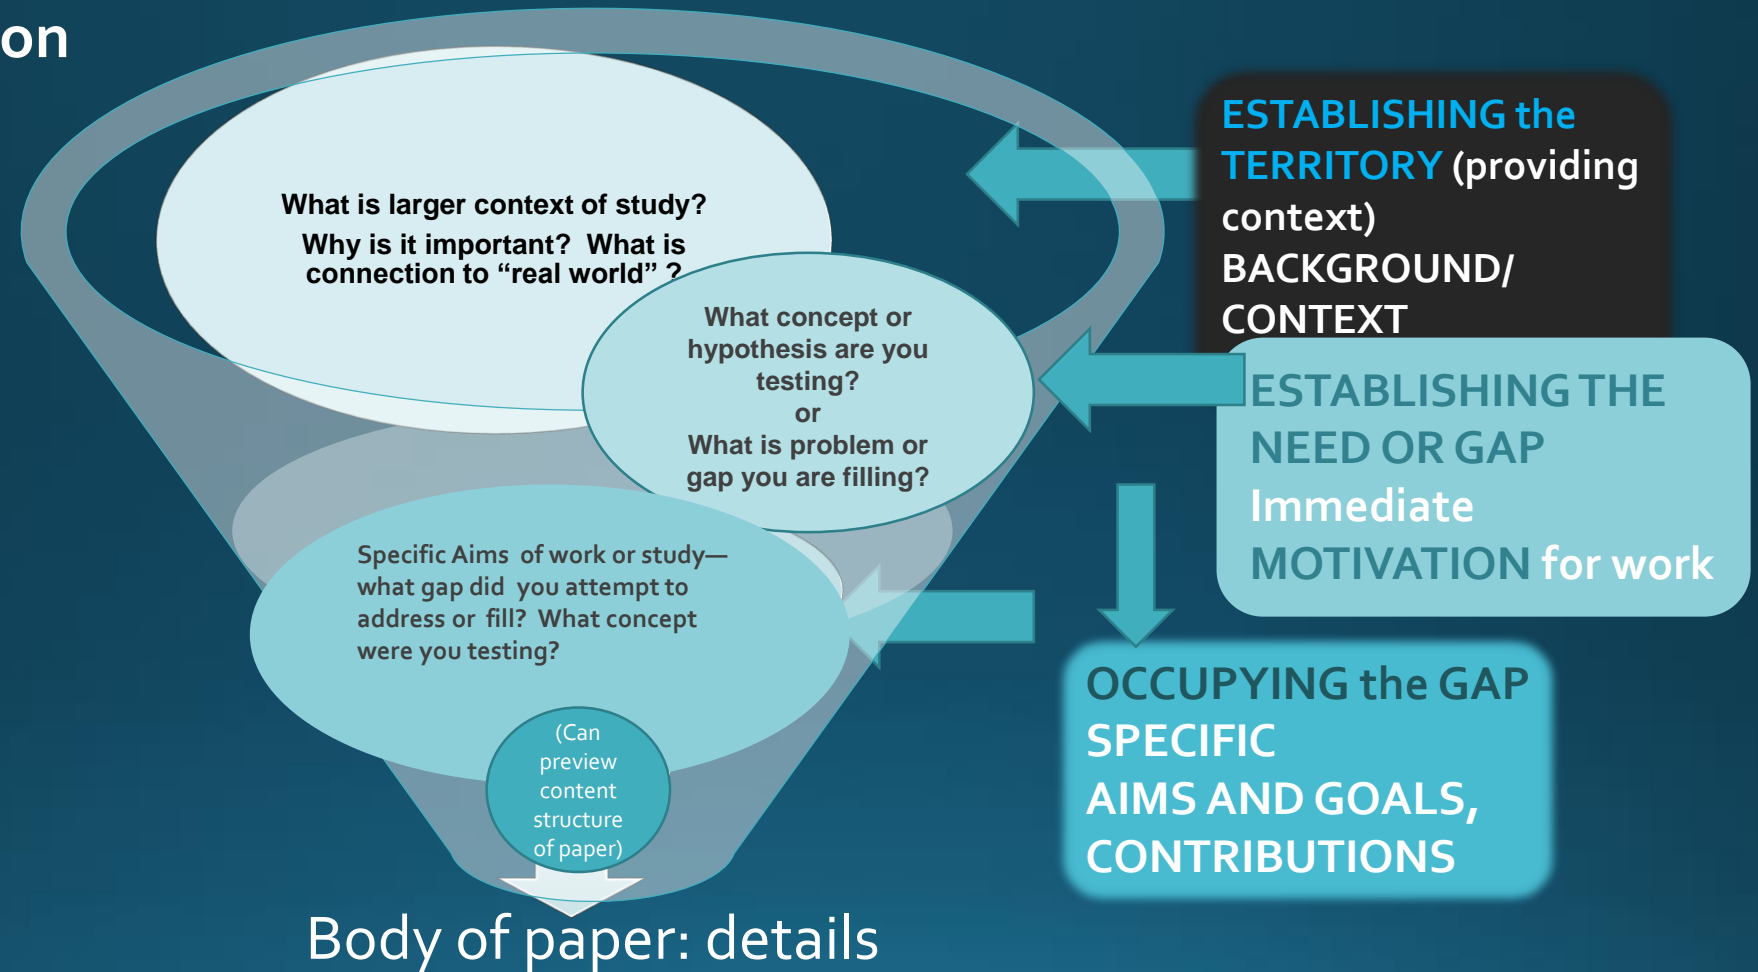 on
What is larger context of study?
Why is it important? What is
connection to “real world” ?
What concept or
hypothesis are you
testing?
or
What is problem or
gap you are filling?
Specific Aims of work or study—
what gap did you attempt to
address or fill? What concept
were you testing?
(Can
preview
content
structure
of paper)
Body of paper: details
ESTABLISHING the
TERRITORY (providing
context)
BACKGROUND/
CONTEXT
ESTABLISHING THE
NEED OR GAP
Immediate
MOTIVATION for work
OCCUPYING the GAP
SPECIFIC
AIMS AND GOALS,
CONTRIBUTIONS